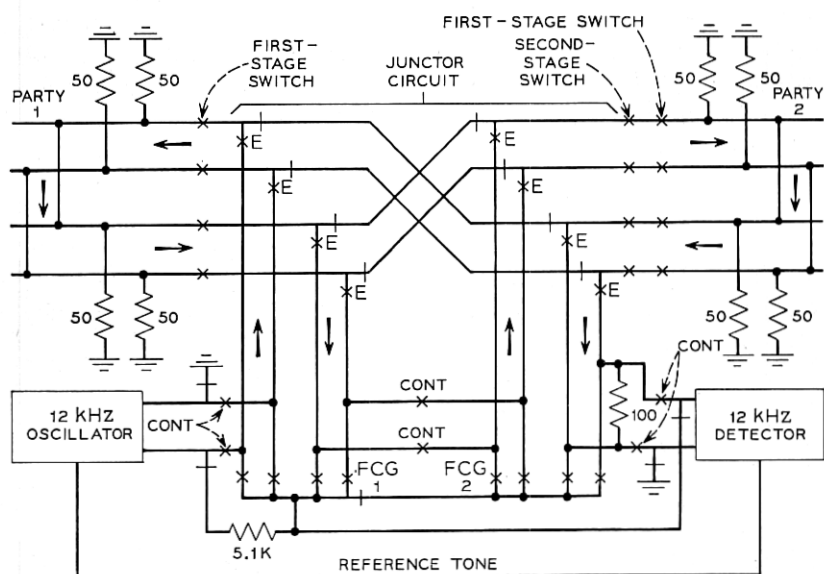 FIRST-STAGE SWITCH
FIRST-
STAGE
SWITCH
JUNCTOR
CIRCUIT
SECOND-
STAGE
SWITCH
50
50
50
50
PARTY
1
PARTY
2
E
E
E
E
E
E
E
E
50
50
50
50
CONT
CONT
CONT
CONT
100
12 kHz
OSCILLATOR
12 kHz
DETECTOR
FCG
1
FCG
2
5.1K
REFERENCE TONE